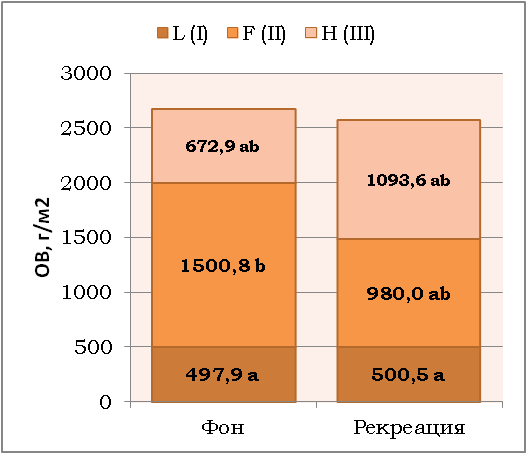 L (I) F (II) H (III)
3000
2500
2000
1500
1000
500
0
ОВ, г/м2
672,9 ab
1500,8 b
497,9 a
1093,6 ab
980,0 ab
500,5 a
Фон Рекреация